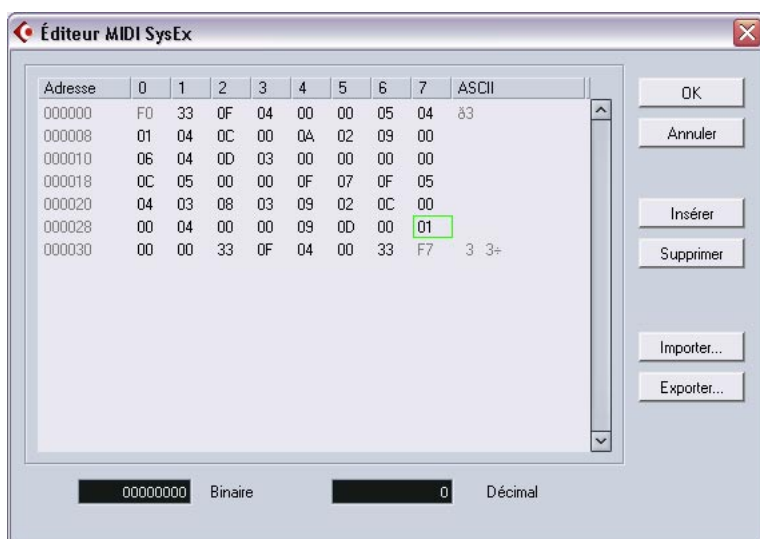 Éditeur MIDI SysEx
Adresse 0 1 2 3 4 5 6 7 ASCII
000000 F0 33 0F 04 00 00 05 04 ð3
000008 01 04 0C 00 0A 02 09 00
000010 06 04 0D 03 00 00 00 00
000018 0C 05 00 00 0F 07 0F 05
000020 04 03 08 03 09 02 0C 00
000028 00 04 00 00 09 0D 00 01
000030 00 00 33 0F 04 00 33 F7 3 3÷
OK
Annuler
Insérer
Supprimer
Importer...
Exporter...
00000000 Binaire 0 Décimal